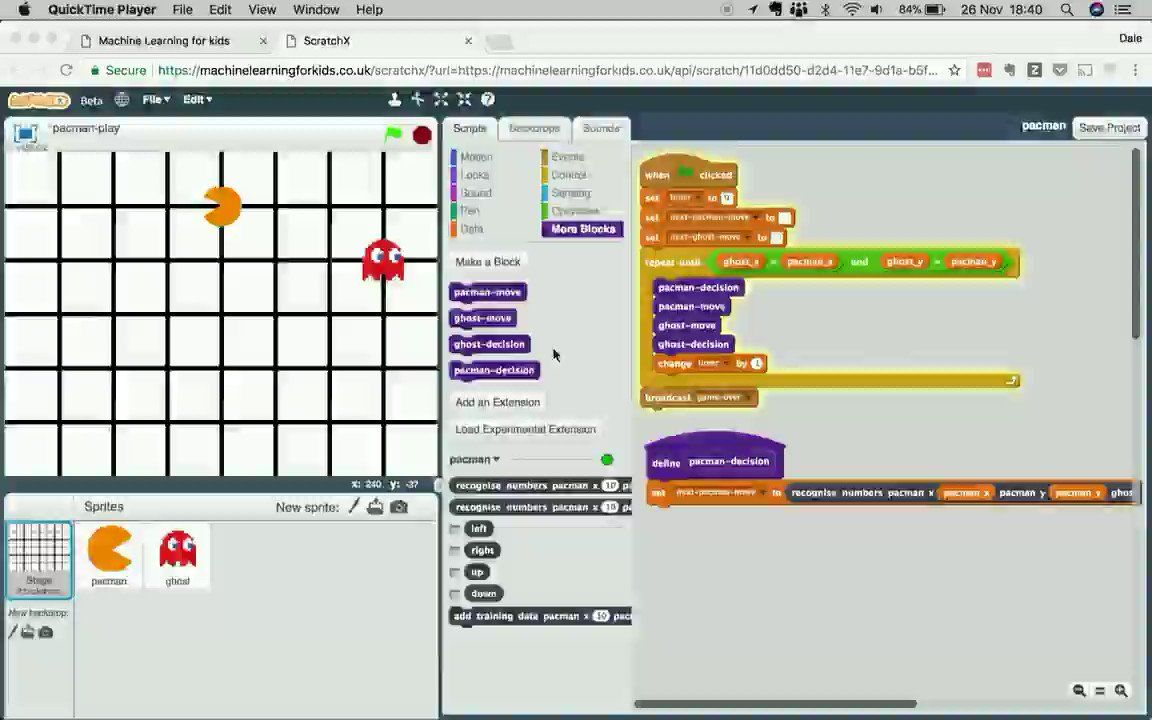 QuickTime Player File Edit View Window Help 84% 26 Nov 18:40
Machine Learning for kids ScratchX Dale
Secure https://machinelearningforkids.co.uk/scratchx/?url=https://machinelearningforkids.co.uk/api/scratch/11d0dd50-d2d4-11e7-9d1a-b5f...
Beta File Edit
pacman-play Scripts Backdrops Sounds pacman Save Project
Motion Events
Looks Control
Sound Sensing
Pen Operators
Data More Blocks
Make a Block
pacman-move
ghost-move
ghost-decision
pacman-decision
Add an Extension
Load Experimental Extension
pacman
recognise numbers pacman x 10 pa
recognise numbers pacman x 10 pa
left
right
up
down
add training data pacman x 10 pac
when clicked
set timer to 0
set next-pacman-move to
set next-ghost-move to
repeat until ghost_x = pacman_x and ghost_y = pacman_y
pacman-decision
pacman-move
ghost-move
ghost-decision
change timer by 1
broadcast game-over
define pacman-decision
set next-pacman-move to recognise numbers pacman x pacman_x pacman y pacman_y ghos
x: 240 y: -37
Sprites New sprite:
Stage
pacman
ghost
New backdrop: